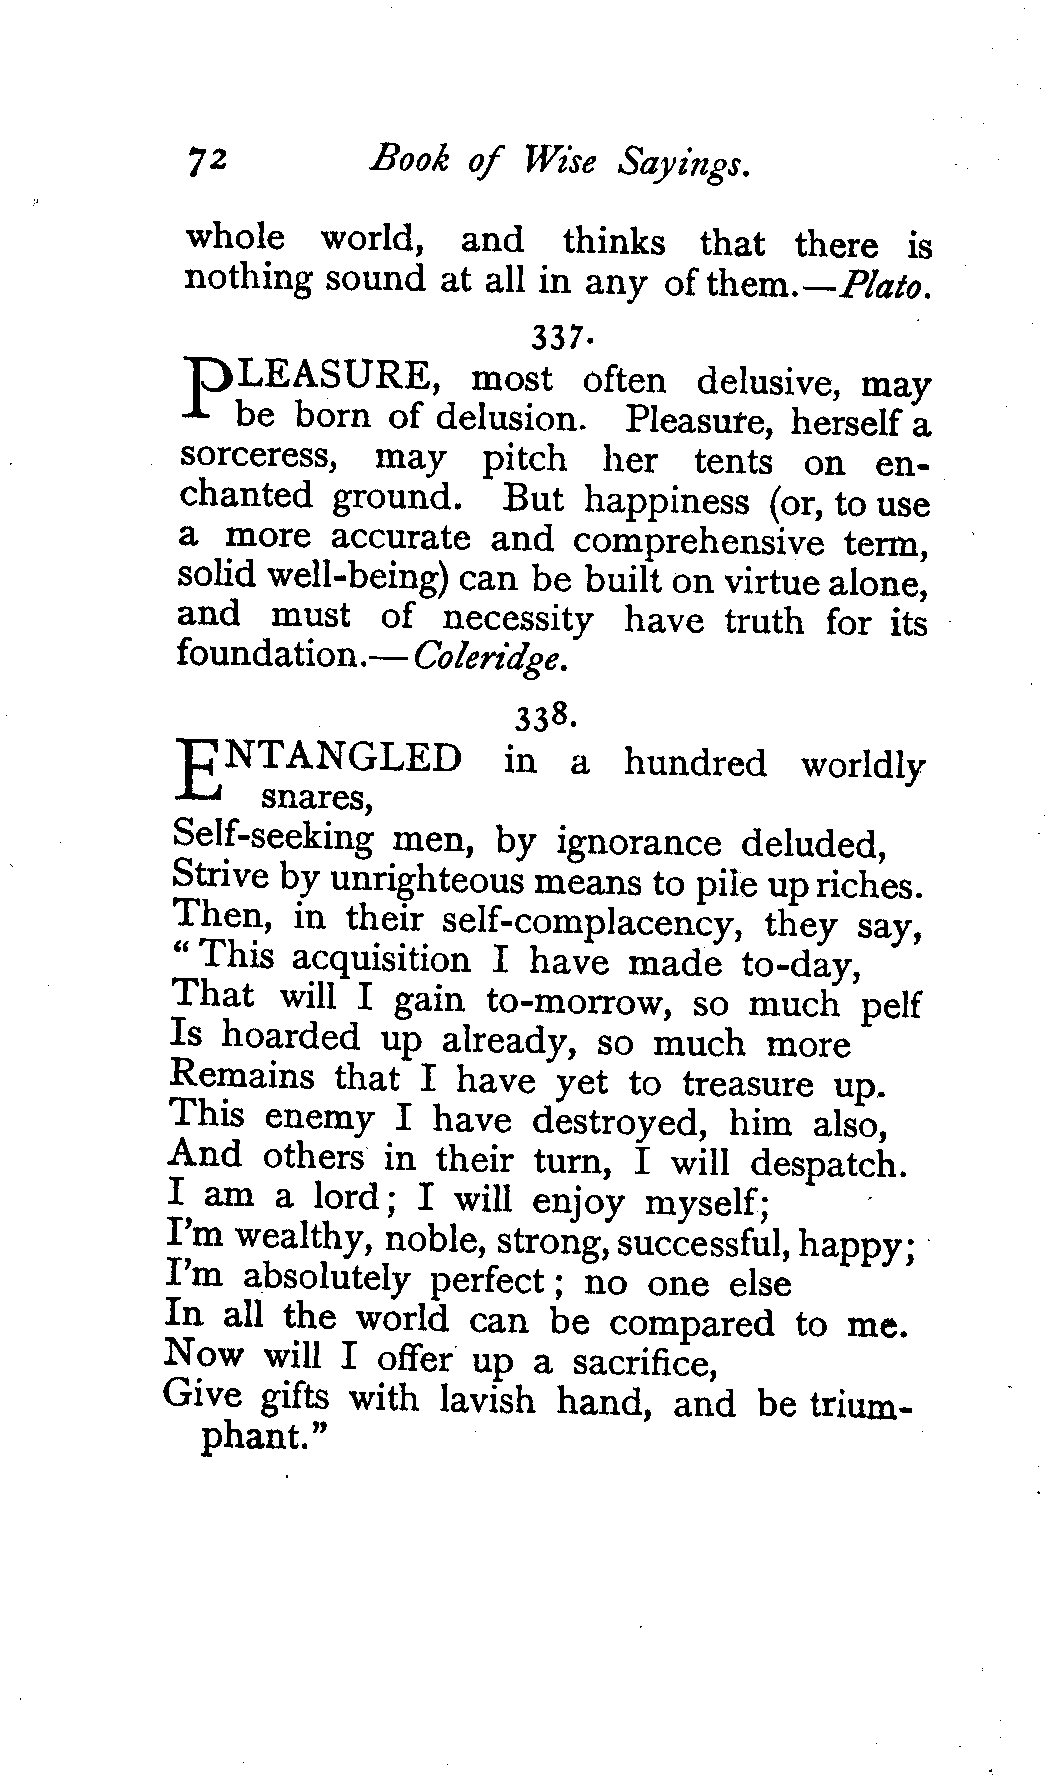 72 Book of Wise Sayings.
whole world, and thinks that there is
nothing sound at all in any of them.—Plato.
337.
PLEASURE, most often delusive, may
be born of delusion. Pleasure, herself a
sorceress, may pitch her tents on en-
chanted ground. But happiness (or, to use
a more accurate and comprehensive term,
solid well-being) can be built on virtue alone,
and must of necessity have truth for its
foundation.—Coleridge.
338.
ENTANGLED in a hundred worldly
snares,
Self-seeking men, by ignorance deluded,
Strive by unrighteous means to pile up riches.
Then, in their self-complacency, they say,
“This acquisition I have made to-day,
That will I gain to-morrow, so much pelf
Is hoarded up already, so much more
Remains that I have yet to treasure up.
This enemy I have destroyed, him also,
And others in their turn, I will despatch.
I am a lord; I will enjoy myself;
I'm wealthy, noble, strong, successful, happy;
I'm absolutely perfect; no one else
In all the world can be compared to me.
Now will I offer up a sacrifice,
Give gifts with lavish hand, and be trium-
phant.”